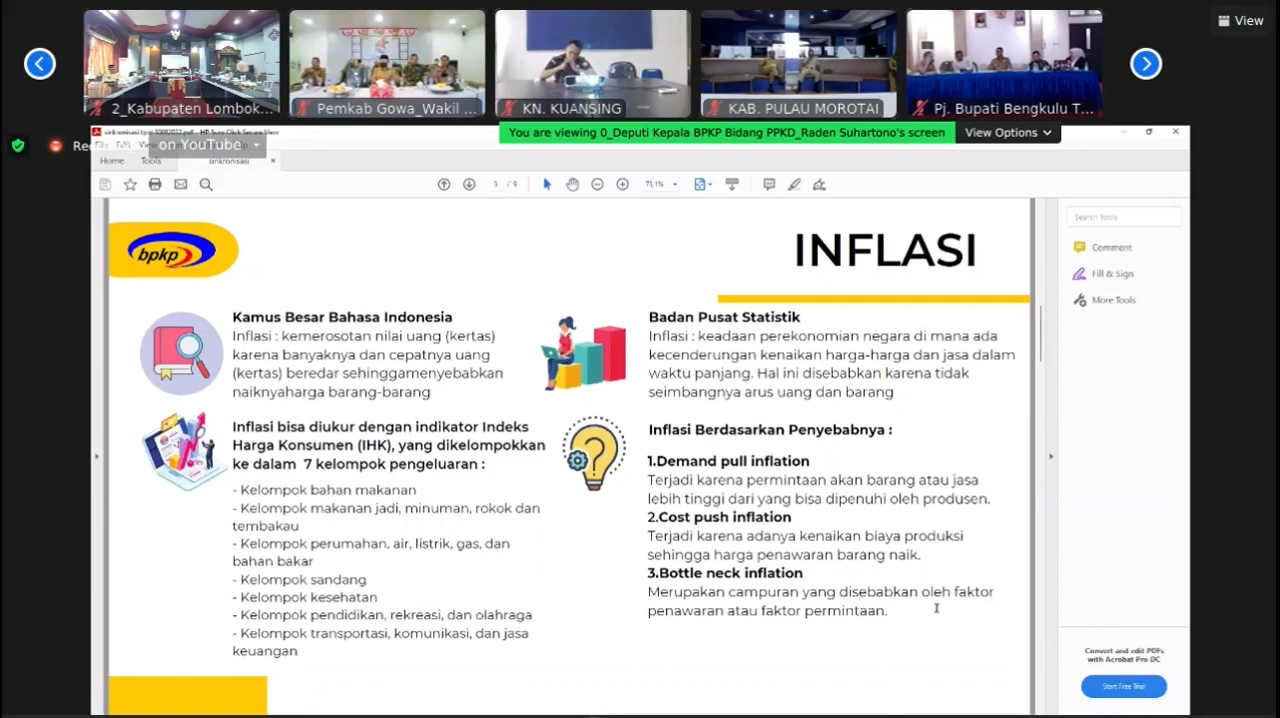 View
2_Kabupaten Lombok...
Pemkab Gowa_Wakil ...
KN. KUANSING
KAB. PULAU MOROTAI
Pj. Bupati Bengkulu T...
You are viewing 0_Deputi Kepala BPKP Bidang PPKD_Raden Suhartono's screen
View Options
on YouTube
Home
Tools
sinkronisasi
5 / 9
73,1%
Search tools
Comment
Fill & Sign
More Tools
bpkp
INFLASI
Kamus Besar Bahasa Indonesia
Inflasi : kemerosotan nilai uang (kertas)
karena banyaknya dan cepatnya uang
(kertas) beredar sehinggamenyebabkan
naiknyaharga barang-barang
Inflasi bisa diukur dengan indikator Indeks
Harga Konsumen (IHK), yang dikelompokkan
ke dalam 7 kelompok pengeluaran :
- Kelompok bahan makanan
- Kelompok makanan jadi, minuman, rokok dan
tembakau
- Kelompok perumahan, air, listrik, gas, dan
bahan bakar
- Kelompok sandang
- Kelompok kesehatan
- Kelompok pendidikan, rekreasi, dan olahraga
- Kelompok transportasi, komunikasi, dan jasa
keuangan
Badan Pusat Statistik
Inflasi : keadaan perekonomian negara di mana ada
kecenderungan kenaikan harga-harga dan jasa dalam
waktu panjang. Hal ini disebabkan karena tidak
seimbangnya arus uang dan barang
Inflasi Berdasarkan Penyebabnya :
1.Demand pull inflation
Terjadi karena permintaan akan barang atau jasa
lebih tinggi dari yang bisa dipenuhi oleh produsen.
2.Cost push inflation
Terjadi karena adanya kenaikan biaya produksi
sehingga harga penawaran barang naik.
3.Bottle neck inflation
Merupakan campuran yang disebabkan oleh faktor
penawaran atau faktor permintaan.
Convert and edit PDFs
with Acrobat Pro DC
Start Free Trial